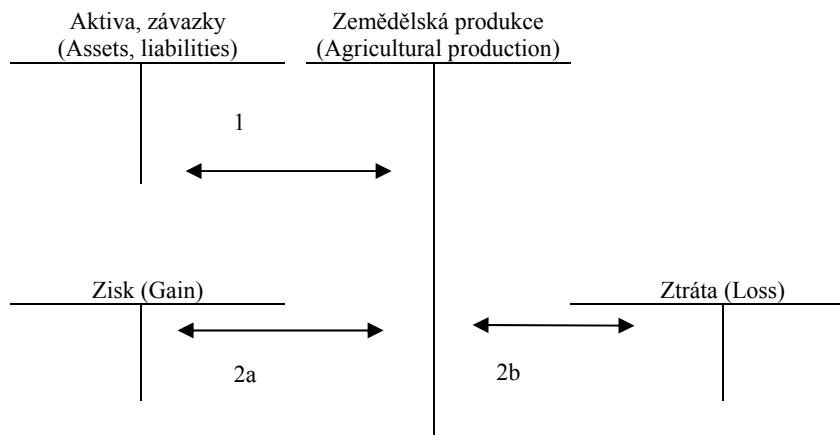 Aktiva, závazky
(Assets, liabilities)
Zemědělská produkce
(Agricultural production)
1
Zisk (Gain)
Ztráta (Loss)
2a
2b